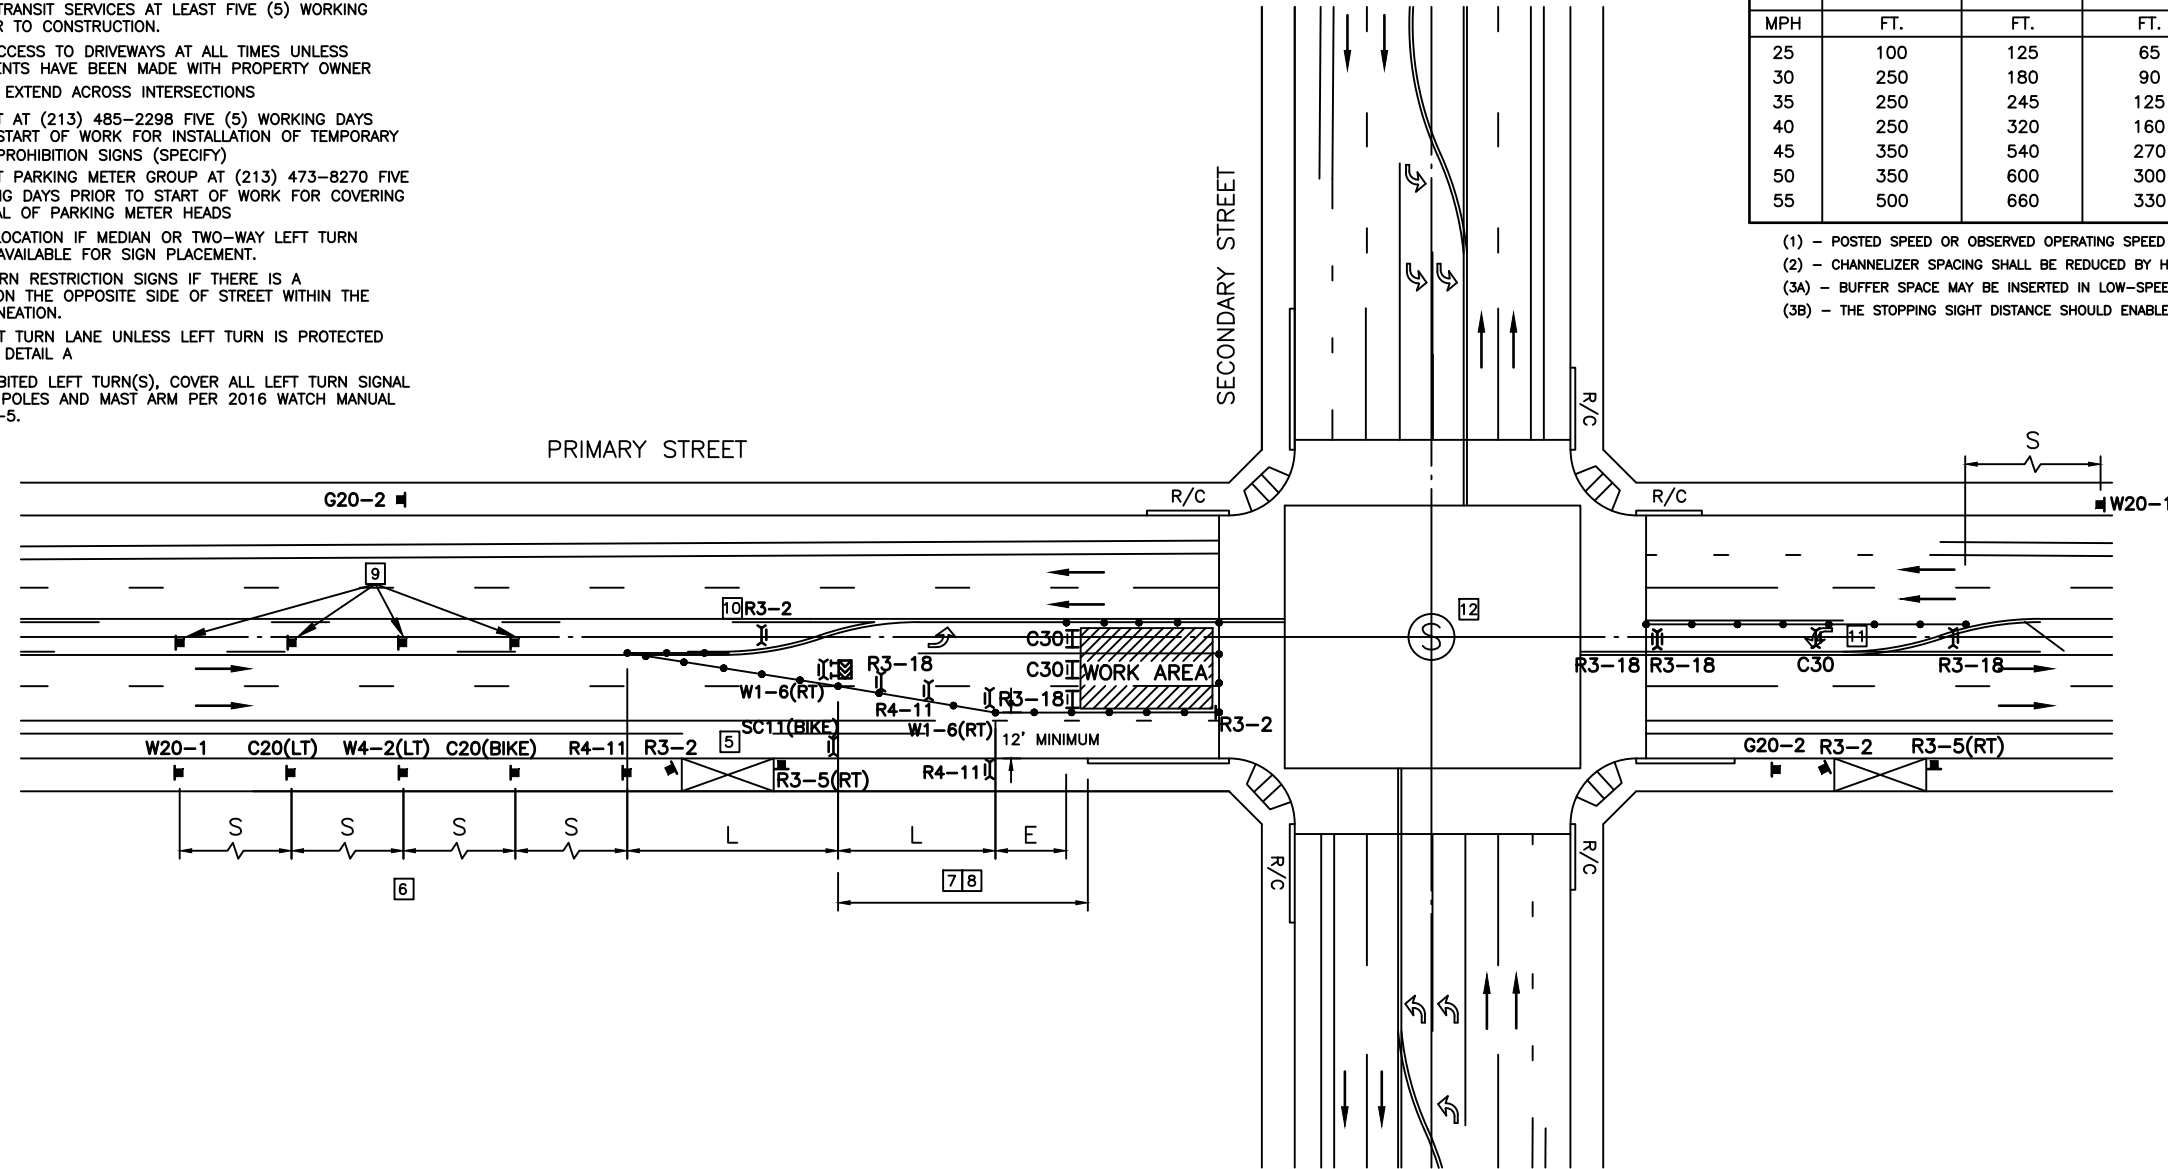 TRANSIT SERVICES AT LEAST FIVE (5) WORKING
R TO CONSTRUCTION.
CCESS TO DRIVEWAYS AT ALL TIMES UNLESS
ENTS HAVE BEEN MADE WITH PROPERTY OWNER
EXTEND ACROSS INTERSECTIONS
T AT (213) 485-2298 FIVE (5) WORKING DAYS
START OF WORK FOR INSTALLATION OF TEMPORARY
PROHIBITION SIGNS (SPECIFY)
T PARKING METER GROUP AT (213) 473-8270 FIVE
NG DAYS PRIOR TO START OF WORK FOR COVERING
AL OF PARKING METER HEADS
LOCATION IF MEDIAN OR TWO-WAY LEFT TURN
AVAILABLE FOR SIGN PLACEMENT.
RN RESTRICTION SIGNS IF THERE IS A
ON THE OPPOSITE SIDE OF STREET WITHIN THE
NEATION.
T TURN LANE UNLESS LEFT TURN IS PROTECTED
DETAIL A
BITED LEFT TURN(S), COVER ALL LEFT TURN SIGNAL
POLES AND MAST ARM PER 2016 WATCH MANUAL
-5.
MPH FT. FT. FT.
25 100 125 65
30 250 180 90
35 250 245 125
40 250 320 160
45 350 540 270
50 350 600 300
55 500 660 330
(1) - POSTED SPEED OR OBSERVED OPERATING SPEED
(2) - CHANNELIZER SPACING SHALL BE REDUCED BY H
(3A) - BUFFER SPACE MAY BE INSERTED IN LOW-SPEE
(3B) - THE STOPPING SIGHT DISTANCE SHOULD ENABLE
SECONDARY STREET
R/C
PRIMARY STREET
S
G20-2
R/C
R/C
W20-1
9
10 R3-2
S
12
C30
11
C30
WORK AREA
R3-18
R3-18
R3-18
C30
R3-18
W1-6(RT)
R3-18
R4-11
SC11(BIKE)
W1-6(RT)
R3-2
5
12' MINIMUM
W20-1
C20(LT)
W4-2(LT)
C20(BIKE)
R4-11
R3-2
R3-5(RT)
R4-11
G20-2
R3-2
R3-5(RT)
S
S
S
S
L
L
E
6
7 8
R/C
R/C